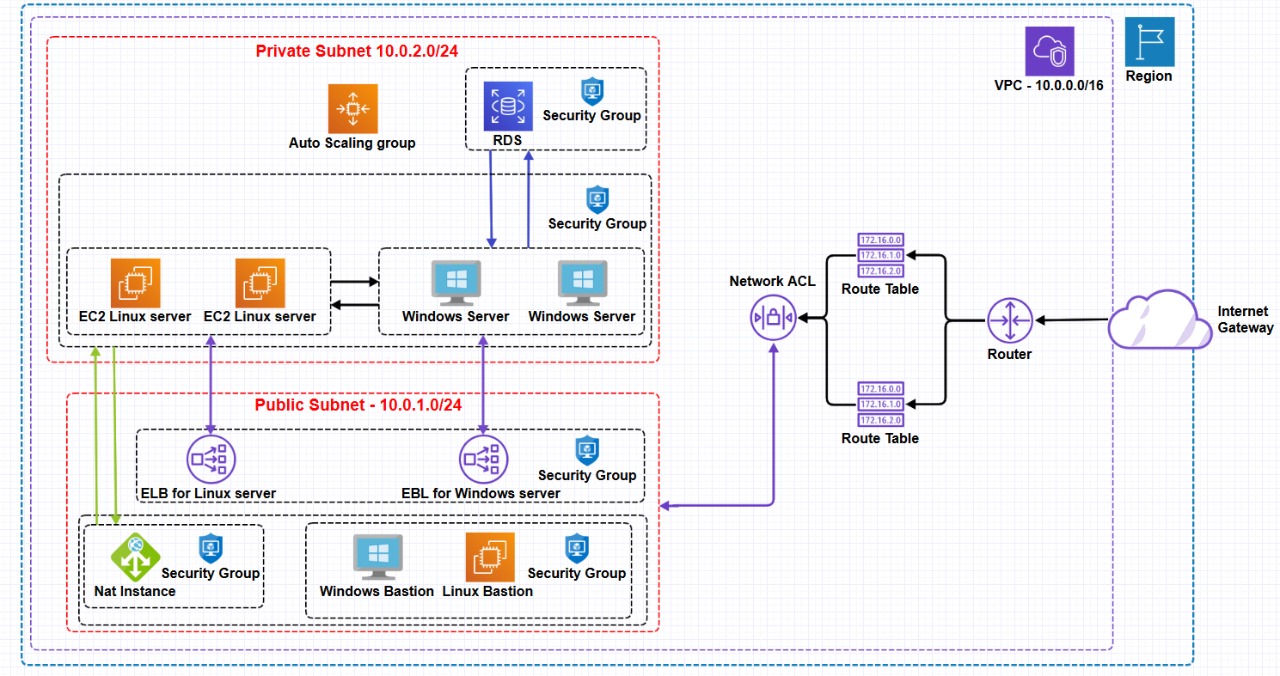 Private Subnet 10.0.2.0/24
VPC - 10.0.0.0/16
Region
Auto Scaling group
RDS
Security Group
Security Group
EC2 Linux server
EC2 Linux server
Windows Server
Windows Server
Public Subnet - 10.0.1.0/24
ELB for Linux server
EBL for Windows server
Security Group
Nat Instance
Security Group
Windows Bastion
Linux Bastion
Security Group
Network ACL
172.16.0.0
172.16.1.0
172.16.2.0
Route Table
172.16.0.0
172.16.1.0
172.16.2.0
Route Table
Router
Internet
Gateway